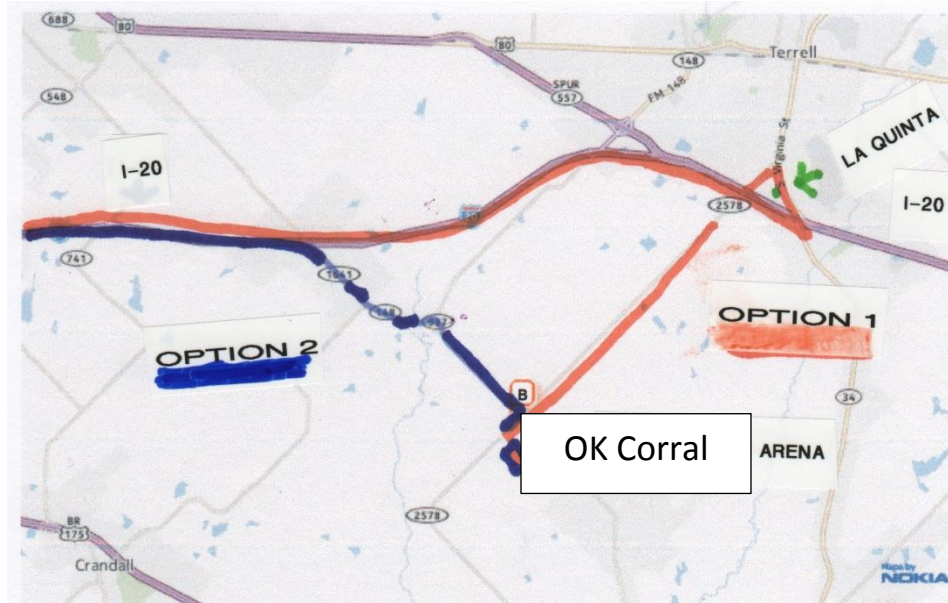 688
80
80
Terrell
148
548
SPUR
557
FM-148
S Virginia St
LA QUINTA
I-20
I-20
2578
741
1641
148
987
OPTION 1
OPTION 2
B
34
OK Corral
ARENA
2578
BR
175
Crandall
Maps by
NOKIA